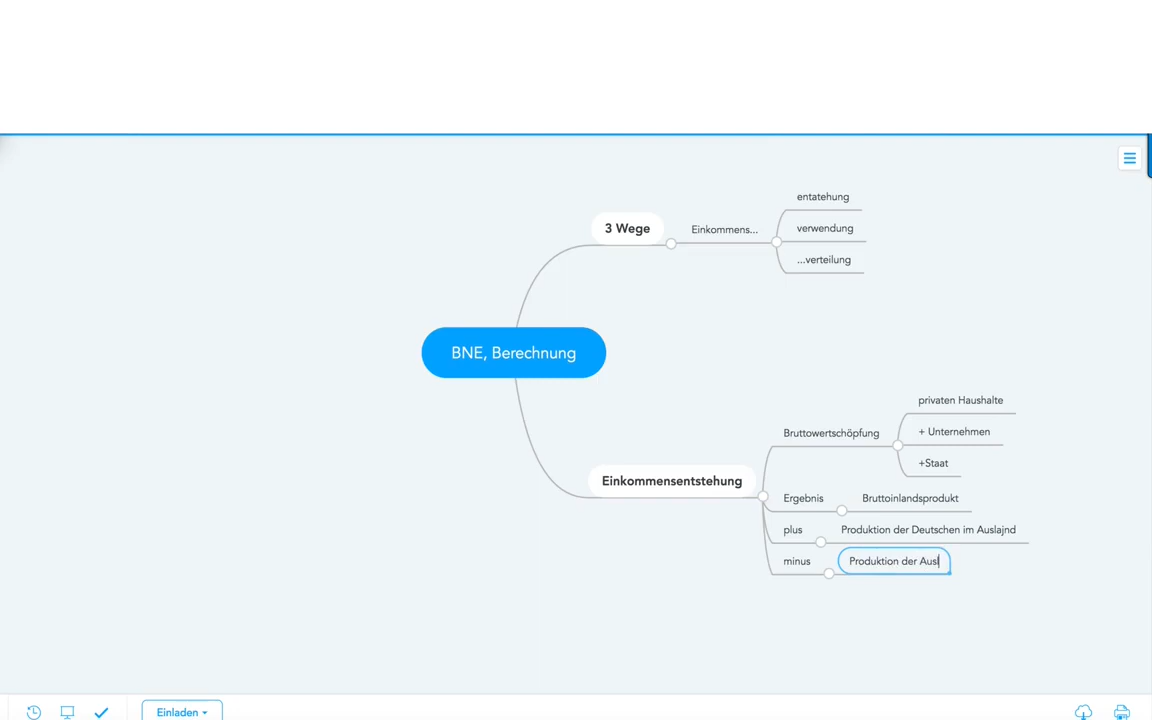 entatehung
3 Wege
Einkommens...
verwendung
...verteilung
BNE, Berechnung
privaten Haushalte
Bruttowertschöpfung
+ Unternehmen
+Staat
Einkommensentstehung
Ergebnis
Bruttoinlandsprodukt
plus
Produktion der Deutschen im Auslajnd
minus
Produktion der Ausl
Einladen